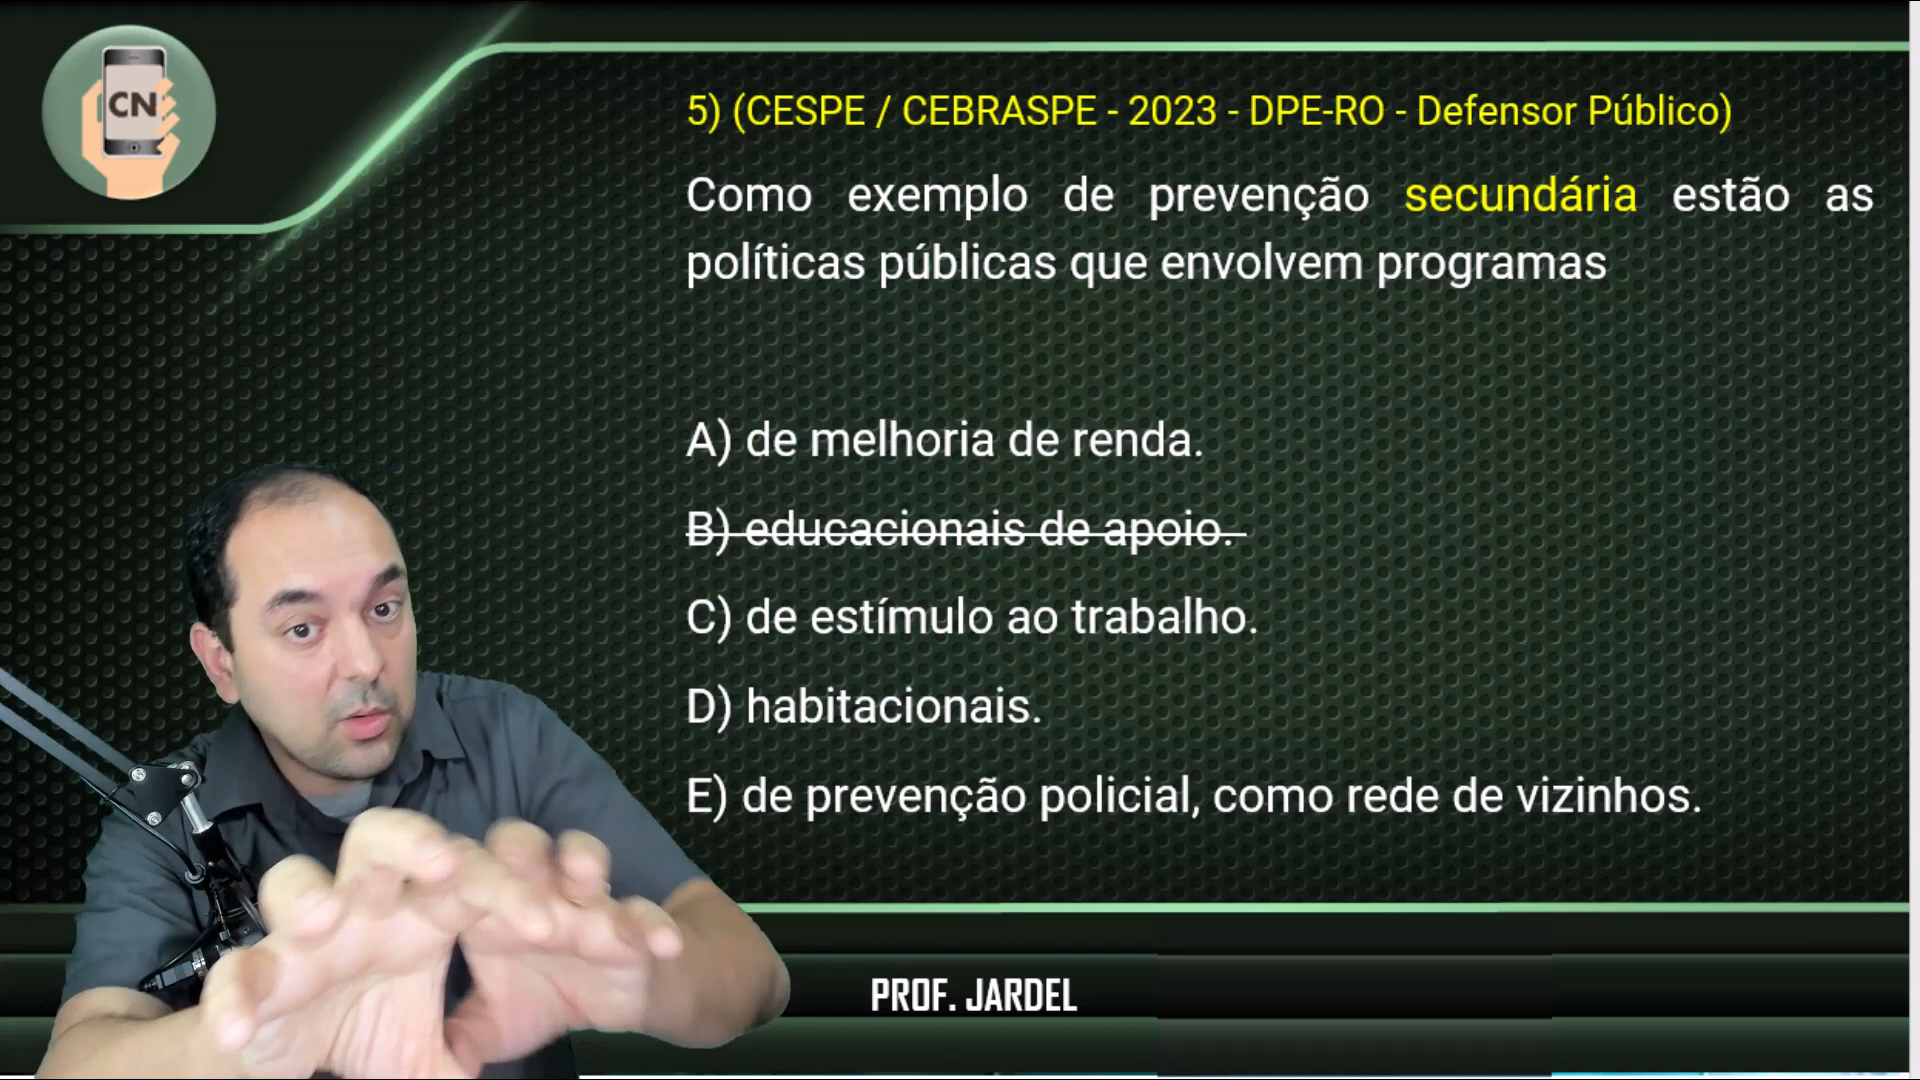 CN
5) (CESPE / CEBRASPE - 2023 - DPE-RO - Defensor Público)
Como exemplo de prevenção secundária estão as
políticas públicas que envolvem programas
A) de melhoria de renda.
B) educacionais de apoio.
C) de estímulo ao trabalho.
D) habitacionais.
E) de prevenção policial, como rede de vizinhos.
PROF. JARDEL